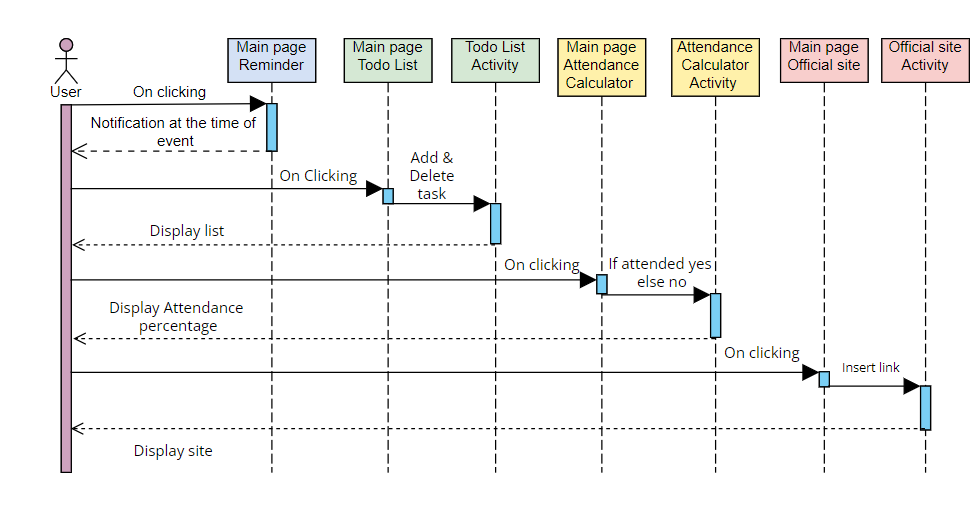 Main page
Reminder
Main page
Todo List
Todo List
Activity
Main page
Attendance
Calculator
Attendance
Calculator
Activity
Main page
Official site
Official site
Activity
User
On clicking
Notification at the time of
event
On Clicking
Add &
Delete
task
Display list
On clicking
If attended yes
else no
Display Attendance
percentage
On clicking
Insert link
Display site